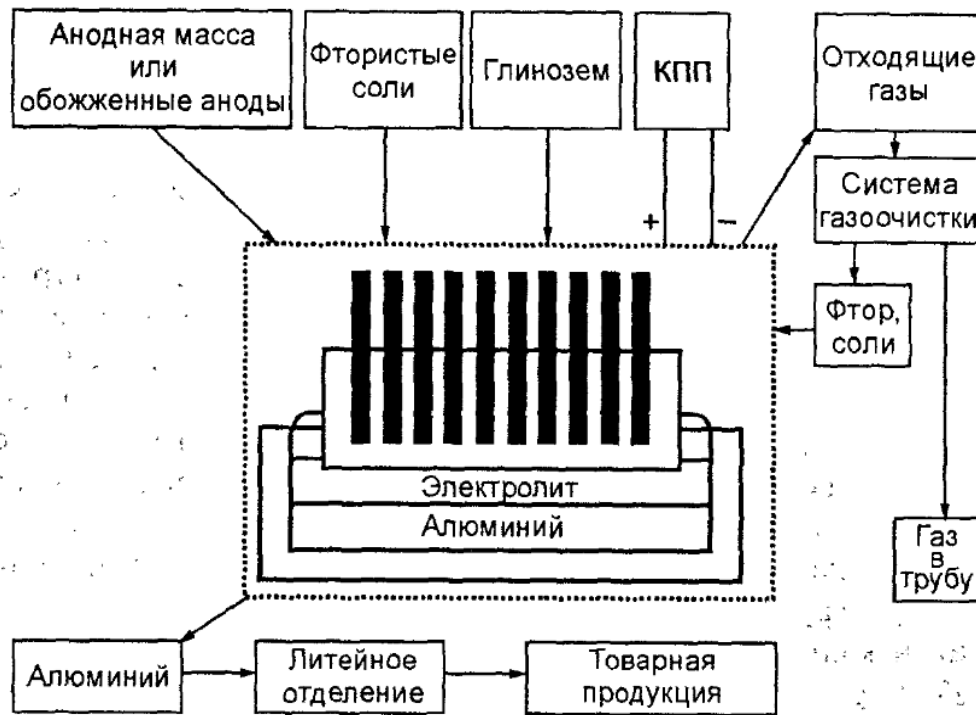 Анодная масса
или
обожженные аноды
Фтористые
соли
Глинозем
КПП
Отходящие
газы
Система
газоочистки
+
−
Фтор,
соли
Электролит
Алюминий
Газ
в
трубу
Алюминий
Литейное
отделение
Товарная
продукция